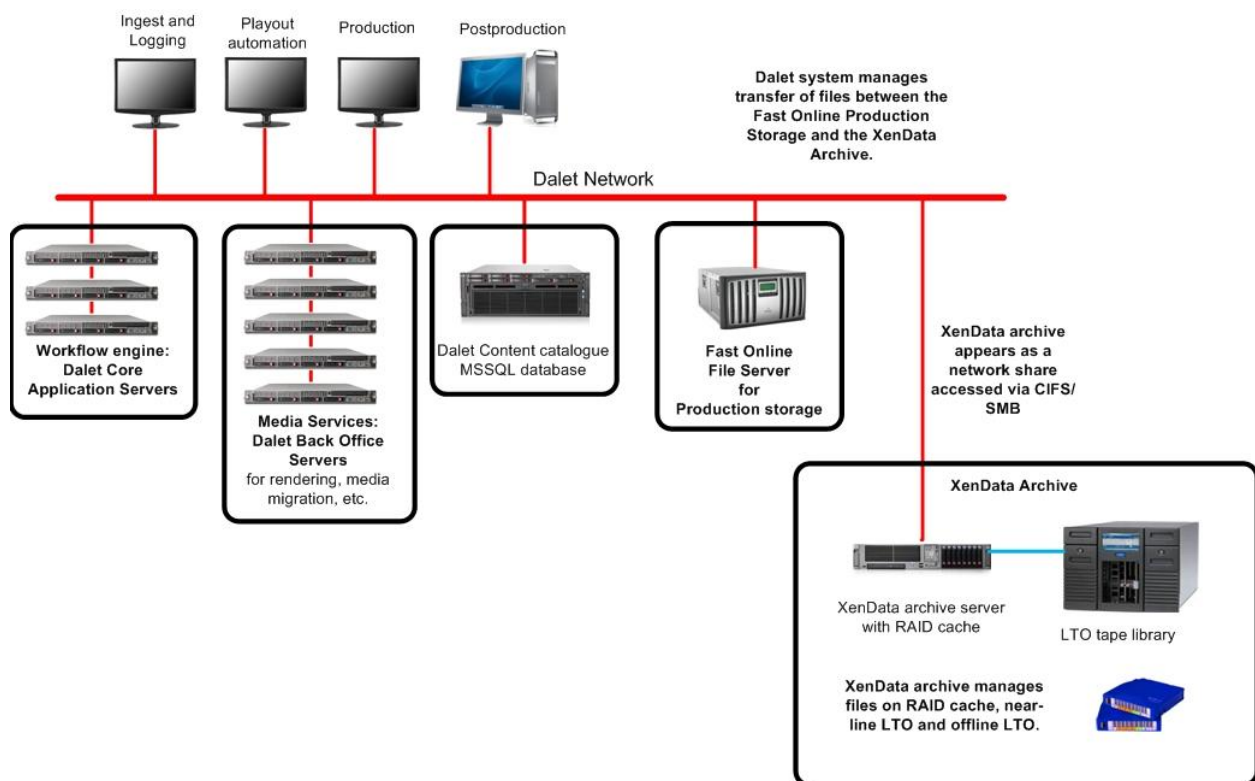 Ingest and
Logging
Playout
automation
Production
Postproduction
Dalet system manages
transfer of files between the
Fast Online Production
Storage and the XenData
Archive.
Dalet Network
Workflow engine:
Dalet Core
Application Servers
Media Services:
Dalet Back Office
Servers
for rendering, media
migration, etc.
Dalet Content catalogue
MSSQL database
Fast Online
File Server
for
Production storage
XenData archive
appears as a
network share
accessed via CIFS/
SMB
XenData Archive
XenData archive server
with RAID cache
LTO tape library
XenData archive manages
files on RAID cache, near-
line LTO and offline LTO.